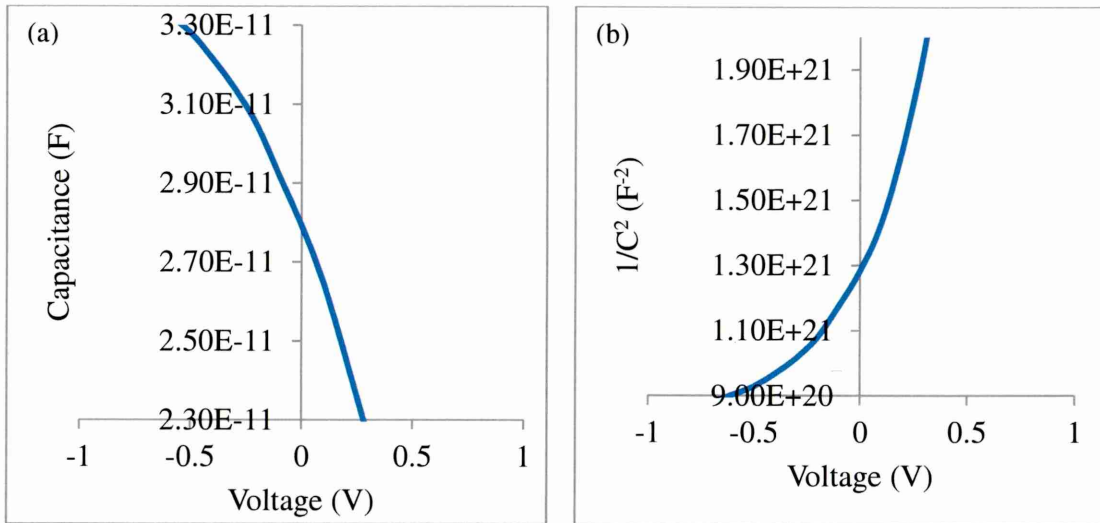 (a)
3.30E-11
3.10E-11
2.90E-11
2.70E-11
2.50E-11
2.30E-11
Capacitance (F)
-1 -0.5 0 0.5 1
Voltage (V)
(b)
1.90E+21
1.70E+21
1.50E+21
1.30E+21
1.10E+21
9.00E+20
1/C² (F⁻²)
-1 -0.5 0 0.5 1
Voltage (V)